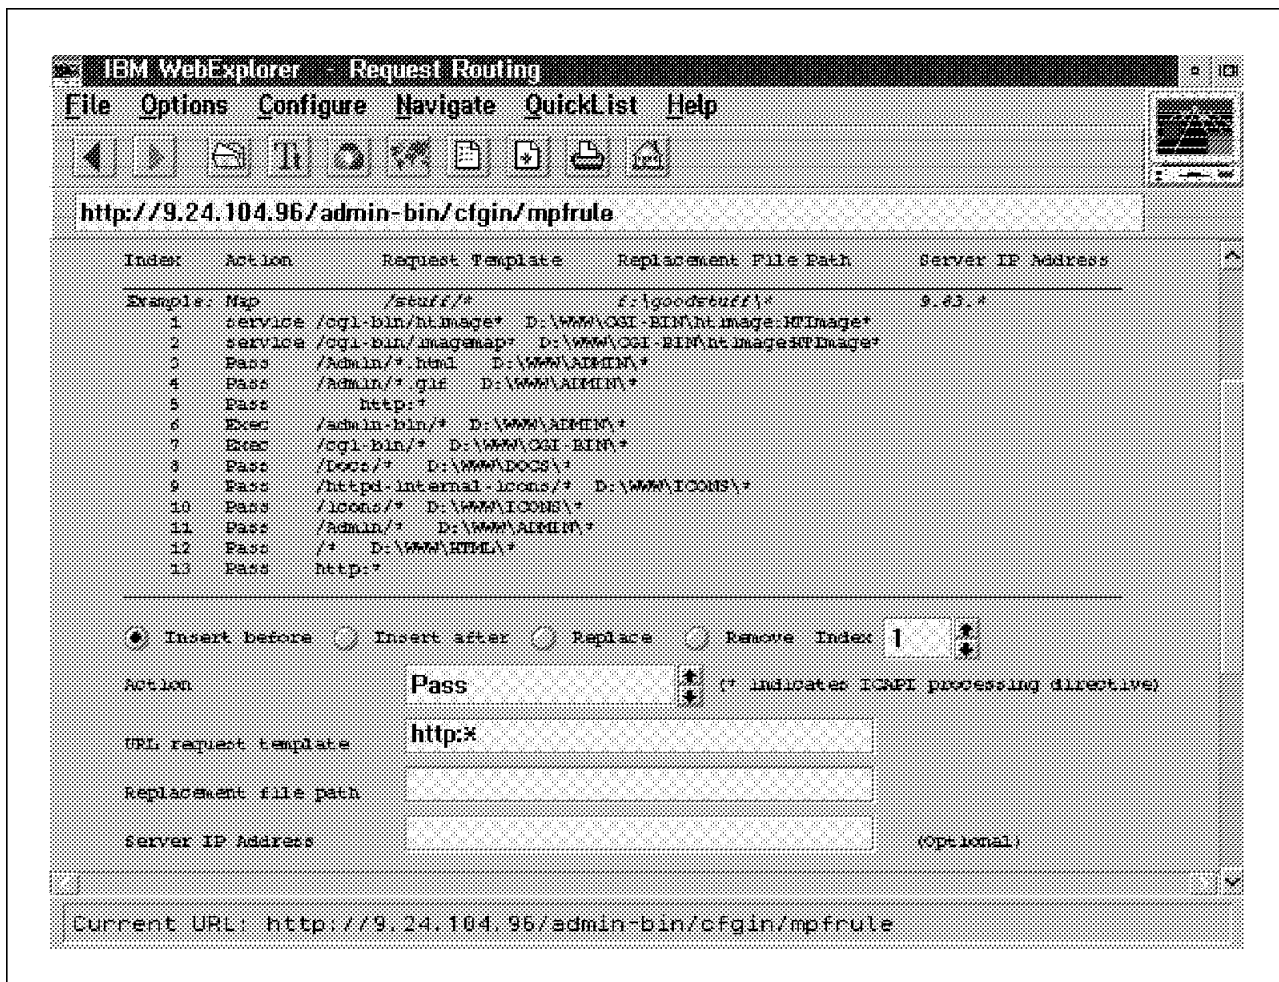 IBM WebExplorer - Request Routing
File Options Configure Navigate QuickList Help
http://9.24.104.96/admin-bin/cfgin/mpfrule
Index Action Request Template Replacement File Path Server IP Address
Example: Map /stuff/* f:\goodstuff\* 9.83.*
1 service /cgi-bin/htimage* D:\WWW\CGI-BIN\htimage:HTImage*
2 service /cgi-bin/imagemap* D:\WWW\CGI-BIN\htimage:HTImage*
3 Pass /Admin/*.html D:\WWW\ADMIN\*
4 Pass /Admin/*.gif D:\WWW\ADMIN\*
5 Pass http:*
6 Exec /admin-bin/* D:\WWW\ADMIN\*
7 Exec /cgi-bin/* D:\WWW\CGI-BIN\*
8 Pass /Docs/* D:\WWW\DOCS\*
9 Pass /httpd-internal-icons/* D:\WWW\ICONS\*
10 Pass /icons/* D:\WWW\ICONS\*
11 Pass /Admin/* D:\WWW\ADMIN\*
12 Pass /* D:\WWW\HTML\*
13 Pass http:*
Insert before Insert after Replace Remove Index 1
Action Pass (* indicates ICAPI processing directive)
URL request template http:*
Replacement file path
Server IP Address (Optional)
Current URL: http://9.24.104.96/admin-bin/cfgin/mpfrule